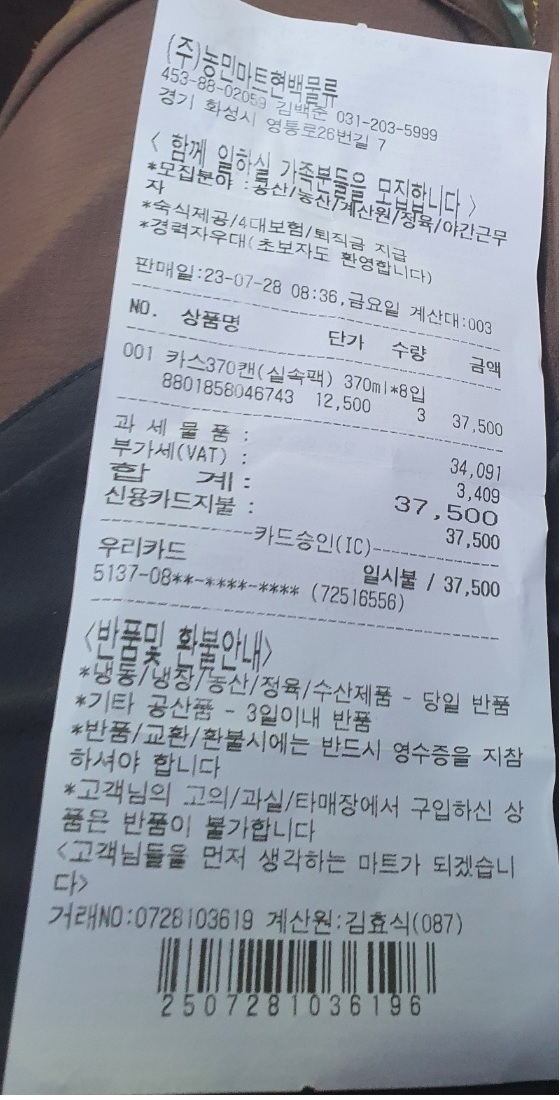 (주)농민마트현백물류
453-88-02059 김백준 031-203-5999
경기 화성시 영통로26번길 7
< 함께 일하실 가족분들을 모집합니다 >
*모집분야 :공산/농산/계산원/정육/야간근무
자
*숙식제공/4대보험/퇴직금 지급
*경력자우대(초보자도 환영합니다)
판매일:23-07-28 08:36,금요일 계산대:003
NO. 상품명 단가 수량 금액
001 카스370캔(실속팩) 370ml*8입
8801858046743 12,500 3 37,500
과 세 물 품 : 34,091
부가세(VAT) : 3,409
합 계: 37,500
신용카드지불 : 37,500
카드승인(IC)
우리카드 일시불 / 37,500
5137-08**-****-**** (72516556)
<반품및 환불안내>
*냉동/냉장/농산/정육/수산제품 - 당일 반품
*기타 공산품 - 3일이내 반품
*반품/교환/환불시에는 반드시 영수증을 지참
하셔야 합니다
*고객님의 고의/과실/타매장에서 구입하신 상
품은 반품이 불가합니다
<고객님들을 먼저 생각하는 마트가 되겠습니
다>
거래NO:0728103619 계산원:김효식(087)
2507281036196